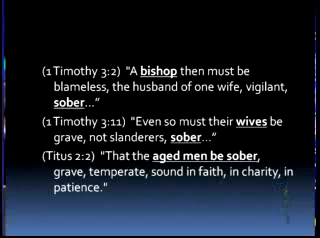 (1 Timothy 3:2) "A bishop then must be
blameless, the husband of one wife, vigilant,
sober..."
(1 Timothy 3:11) "Even so must their wives be
grave, not slanderers, sober..."
(Titus 2:2) "That the aged men be sober,
grave, temperate, sound in faith, in charity, in
patience."